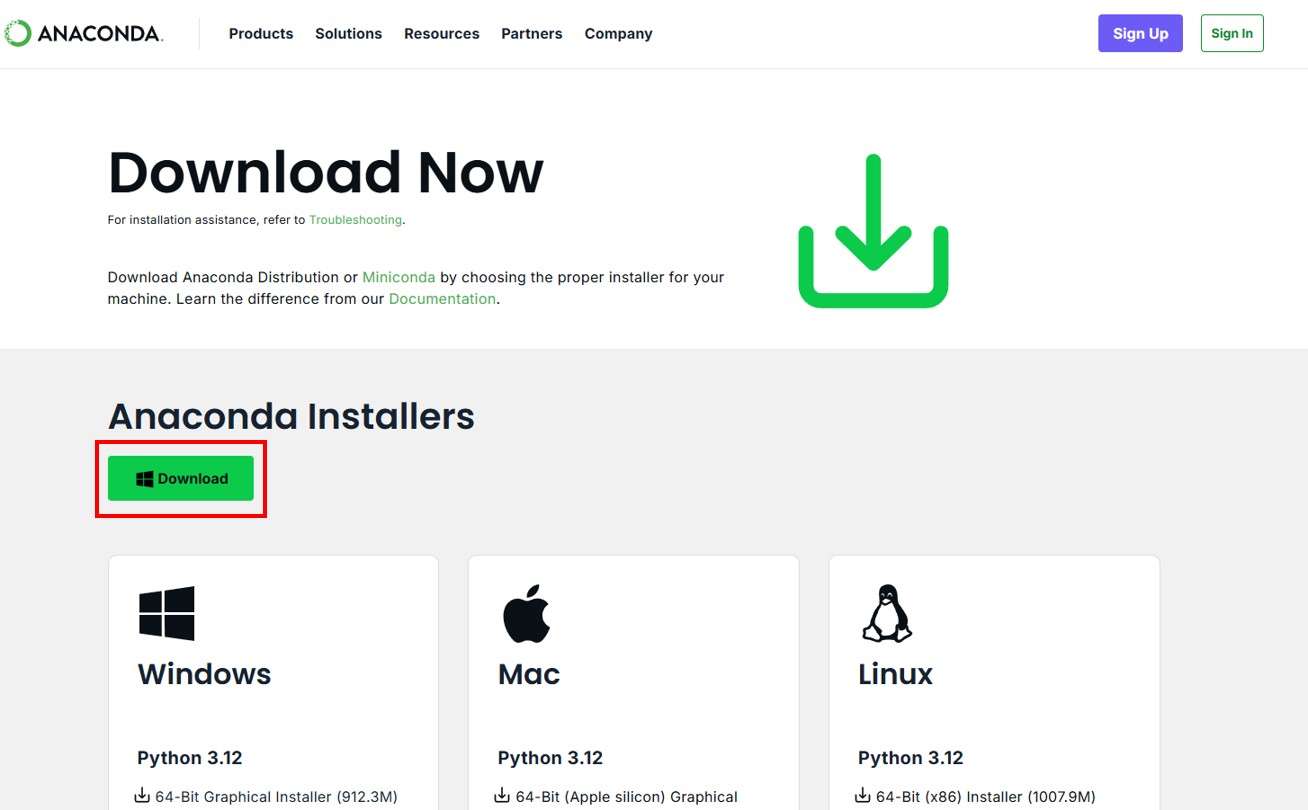 ANACONDA.
Products Solutions Resources Partners Company
Sign Up
Sign In
Download Now
For installation assistance, refer to Troubleshooting.
Download Anaconda Distribution or Miniconda by choosing the proper installer for your
machine. Learn the difference from our Documentation.
Anaconda Installers
Download
Windows
Python 3.12
64-Bit Graphical Installer (912.3M)
Mac
Python 3.12
64-Bit (Apple silicon) Graphical
Linux
Python 3.12
64-Bit (x86) Installer (1007.9M)